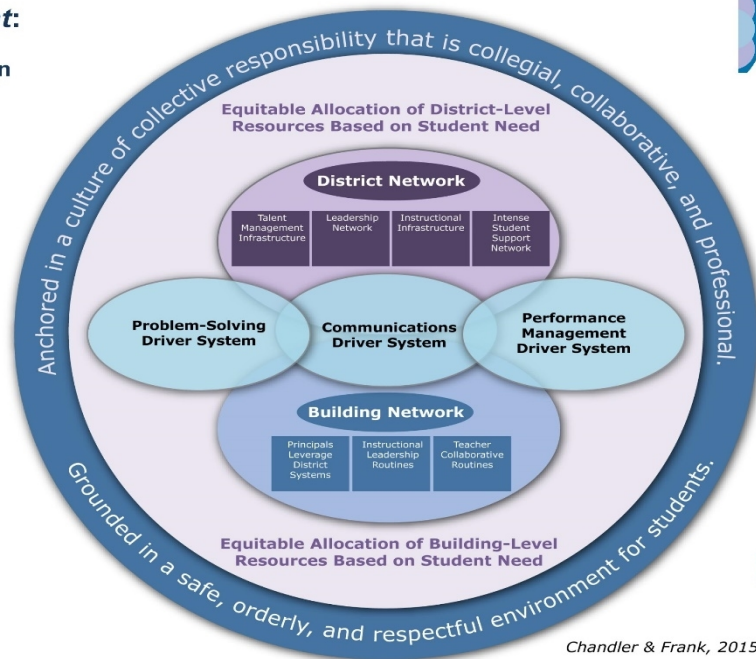 t:
n
Anchored in a culture of collective responsibility that is collegial, collaborative, and professional.
Equitable Allocation of District-Level
Resources Based on Student Need
District Network
Talent
Management
Infrastructure
Leadership
Network
Instructional
Infrastructure
Intense
Student
Support
Network
Problem-Solving
Driver System
Communications
Driver System
Performance
Management
Driver System
Building Network
Principals
Leverage
District
Systems
Instructional
Leadership
Routines
Teacher
Collaborative
Routines
Equitable Allocation of Building-Level
Resources Based on Student Need
Grounded in a safe, orderly, and respectful environment for students.
Chandler & Frank, 2015